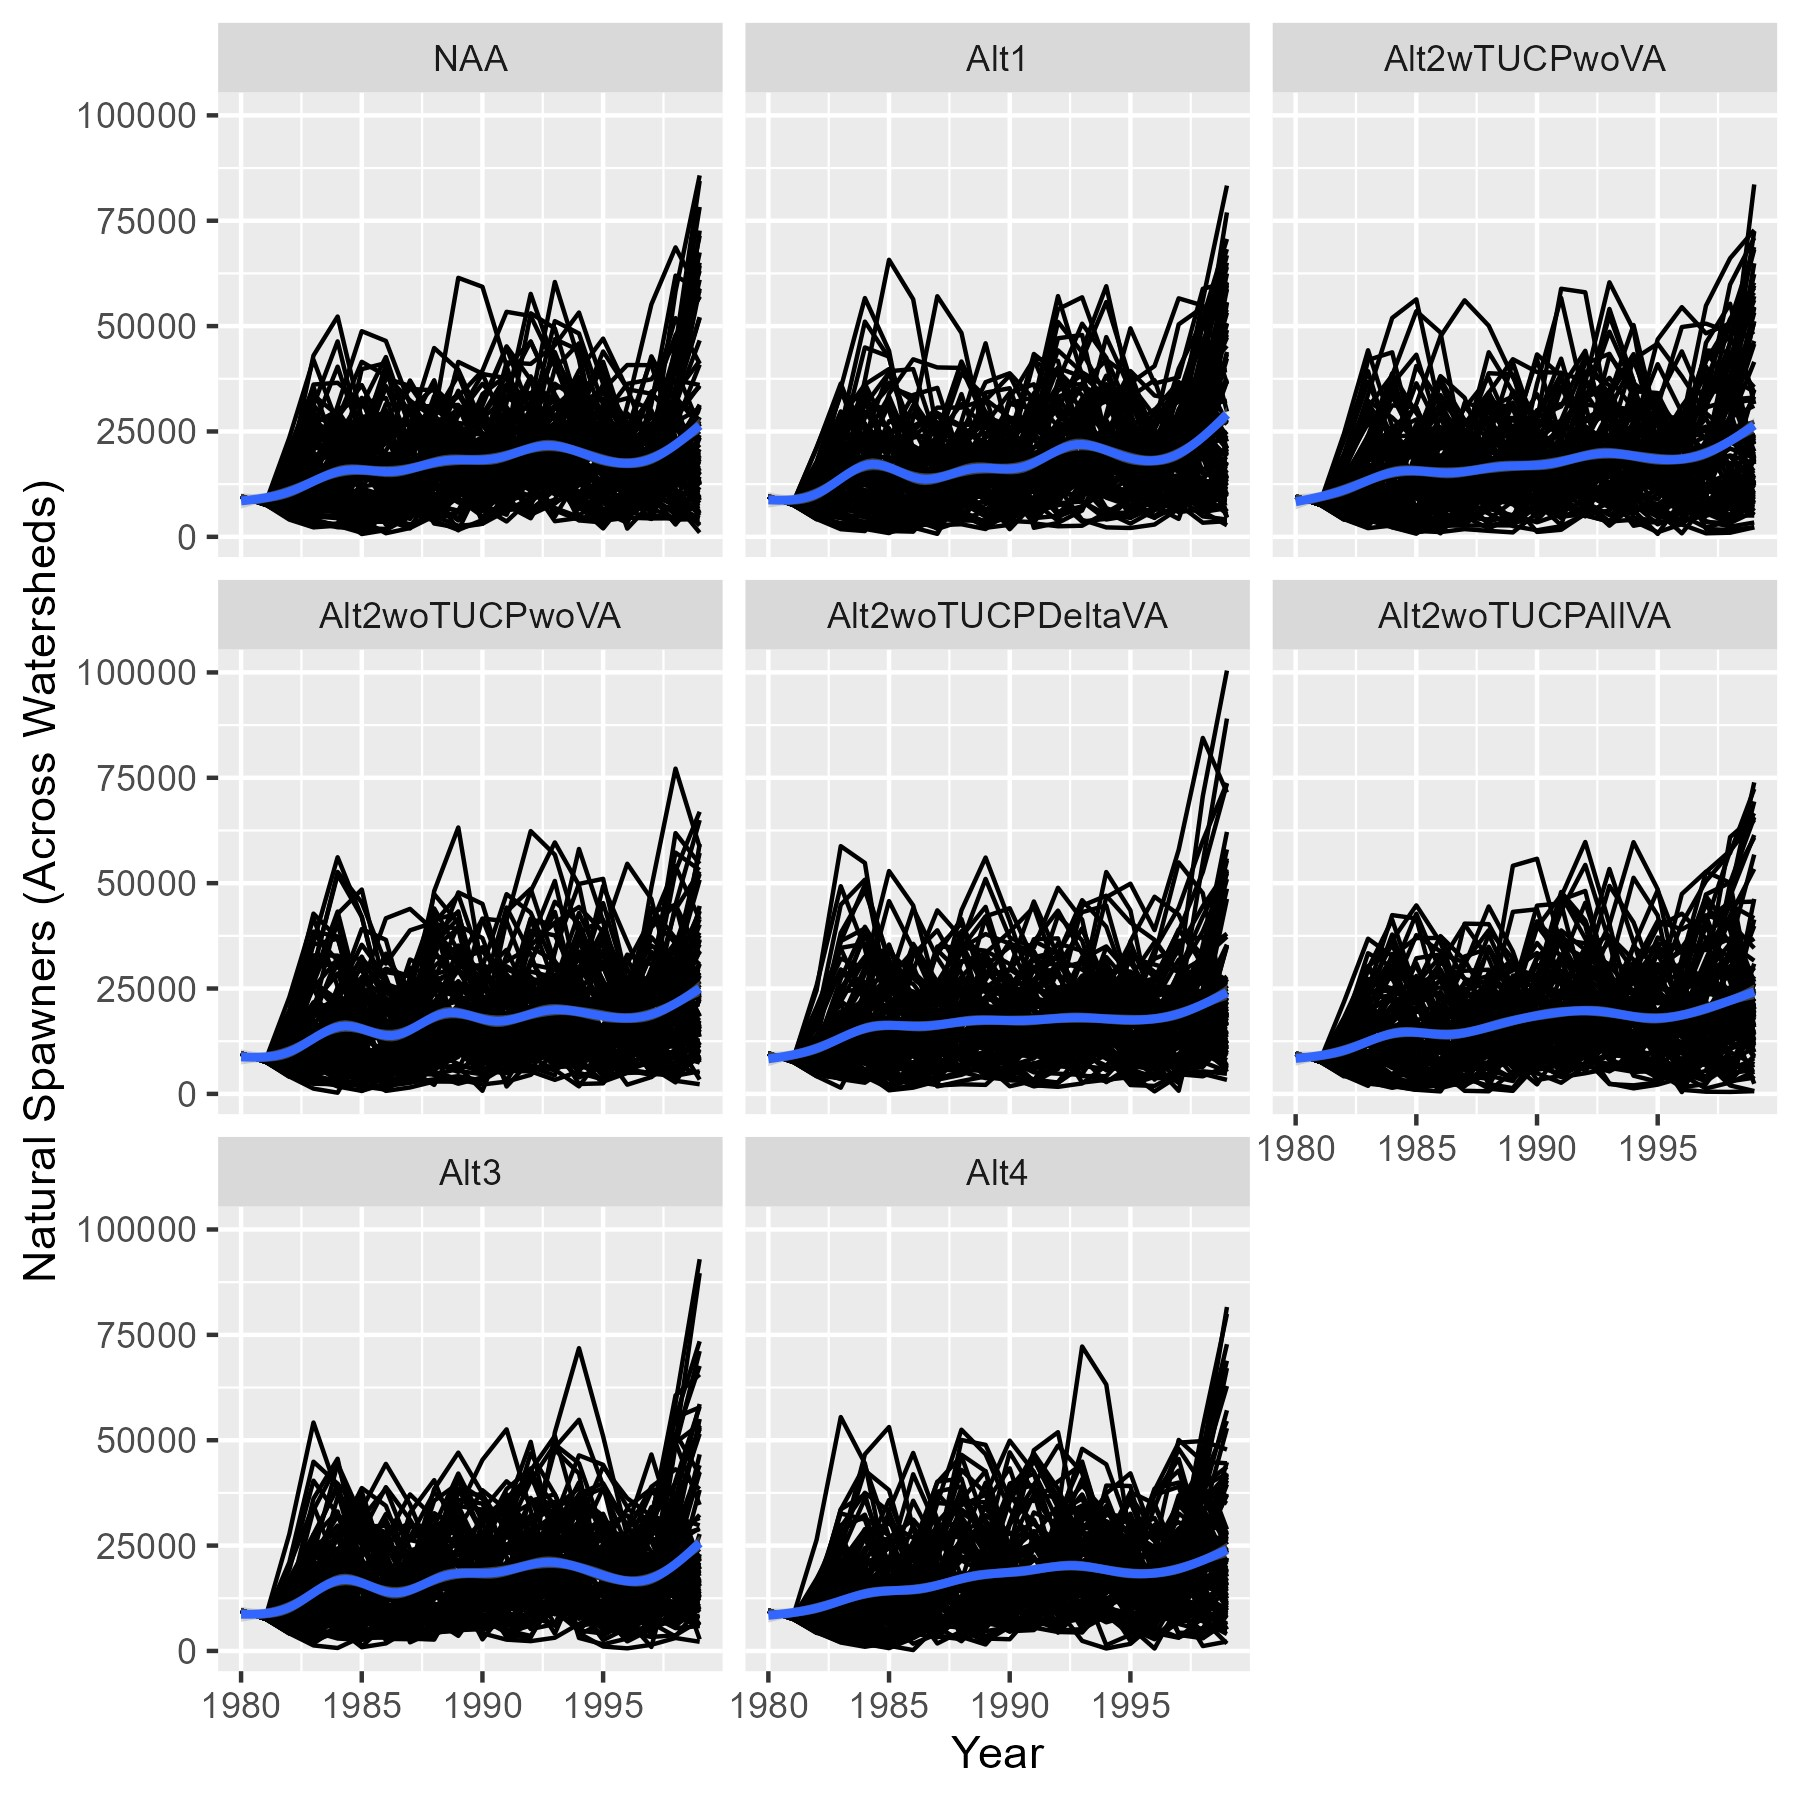 NAA
Alt1
Alt2wTUCPwoVA
100000
75000
50000
25000
0
Alt2woTUCPwoVA
Alt2woTUCPDeltaVA
Alt2woTUCPAllVA
100000
75000
50000
25000
0
1980 1985 1990 1995
Alt3
Alt4
100000
75000
50000
25000
0
1980 1985 1990 1995
1980 1985 1990 1995
Year
Natural Spawners (Across Watersheds)